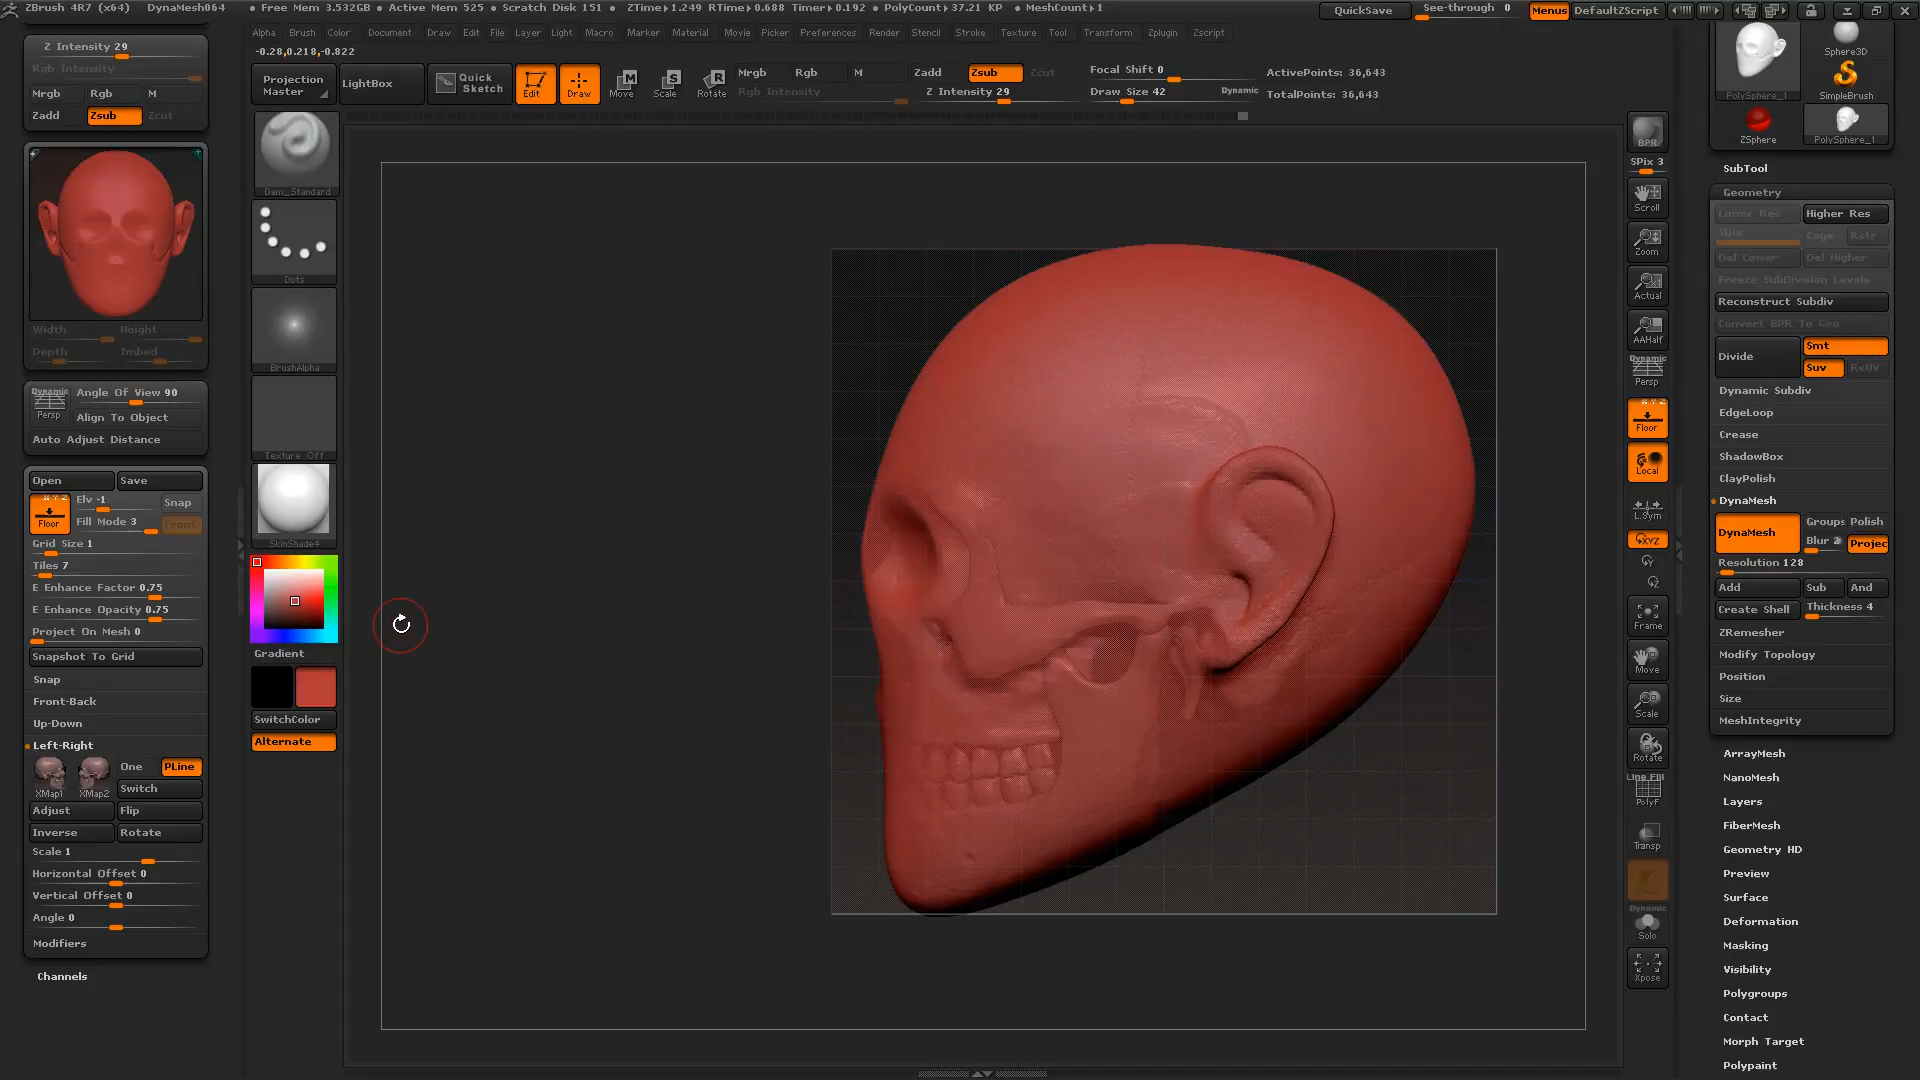 ZBrush 4R7 (x64) DynaMesh064 • Free Mem 3.532GB • Active Mem 525 • Scratch Disk 151 • ZTime▸1.249 RTime▸0.688 Timer▸0.192 • PolyCount▸37.21 KP • MeshCount▸1 QuickSave See-through 0 Menus DefaultZScript
Alpha Brush Color Document Draw Edit File Layer Light Macro Marker Material Movie Picker Preferences Render Stencil Stroke Texture Tool Transform Zplugin Zscript
-0.28,0.218,-0.822
Z Intensity 29
Rgb Intensity
Mrgb Rgb M
Zadd Zsub Zcut
Width Height
Depth Imbed
Dynamic
Persp
Angle Of View 90
Align To Object
Auto Adjust Distance
Open Save
X Y Z
Floor
Elv -1 Snap
Fill Mode 3 Front
Grid Size 1
Tiles 7
E Enhance Factor 0.75
E Enhance Opacity 0.75
Project On Mesh 0
Snapshot To Grid
Snap
Front-Back
Up-Down
Left-Right
XMap1 XMap2 One PLine
Switch
Adjust Flip
Inverse Rotate
Scale 1
Horizontal Offset 0
Vertical Offset 0
Angle 0
Modifiers
Channels
Projection Master
LightBox
Quick Sketch
Edit Draw Move Scale Rotate
M S R
Mrgb Rgb M
Rgb Intensity
Zadd Zsub Zcut
Z Intensity 29
Focal Shift 0
Draw Size 42 Dynamic
ActivePoints: 36,643
TotalPoints: 36,643
Dam_Standard
Dots
BrushAlpha
Texture Off
SkinShade4
Gradient
SwitchColor
Alternate
BPR
SPix 3
Scroll
Zoom
Actual
AAHalf
Dynamic
Persp
X Y Z
Floor
Local
L.Sym
XYZ
Frame
Move
Scale
Rotate
Line Fill
PolyF
Transp
Dynamic
Solo
Xpose
PolySphere_1
Sphere3D
SimpleBrush
ZSphere
PolySphere_1
SubTool
Geometry
Lower Res Higher Res
SDiv Cage Rstr
Del Lower Del Higher
Freeze SubDivision Levels
Reconstruct Subdiv
Convert BPR To Geo
Divide Smt
Suv ReUV
Dynamic Subdiv
EdgeLoop
Crease
ShadowBox
ClayPolish
DynaMesh
DynaMesh Groups Polish
Blur 2 Projec
Resolution 128
Add Sub And
Create Shell Thickness 4
ZRemesher
Modify Topology
Position
Size
MeshIntegrity
ArrayMesh
NanoMesh
Layers
FiberMesh
Geometry HD
Preview
Surface
Deformation
Masking
Visibility
Polygroups
Contact
Morph Target
Polypaint